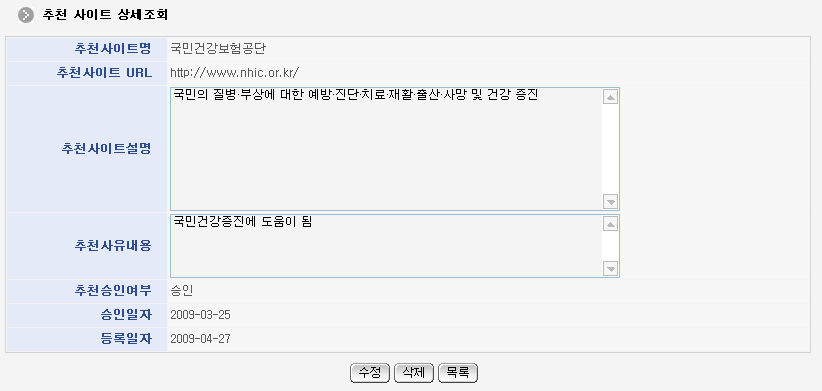 추천 사이트 상세조회
추천사이트명 국민건강보험공단
추천사이트 URL http://www.nhic.or.kr/
추천사이트설명 국민의 질병·부상에 대한 예방·진단·치료·재활·출산·사망 및 건강 증진
추천사유내용 국민건강증진에 도움이 됨
추천승인여부 승인
승인일자 2009-03-25
등록일자 2009-04-27
수정 삭제 목록